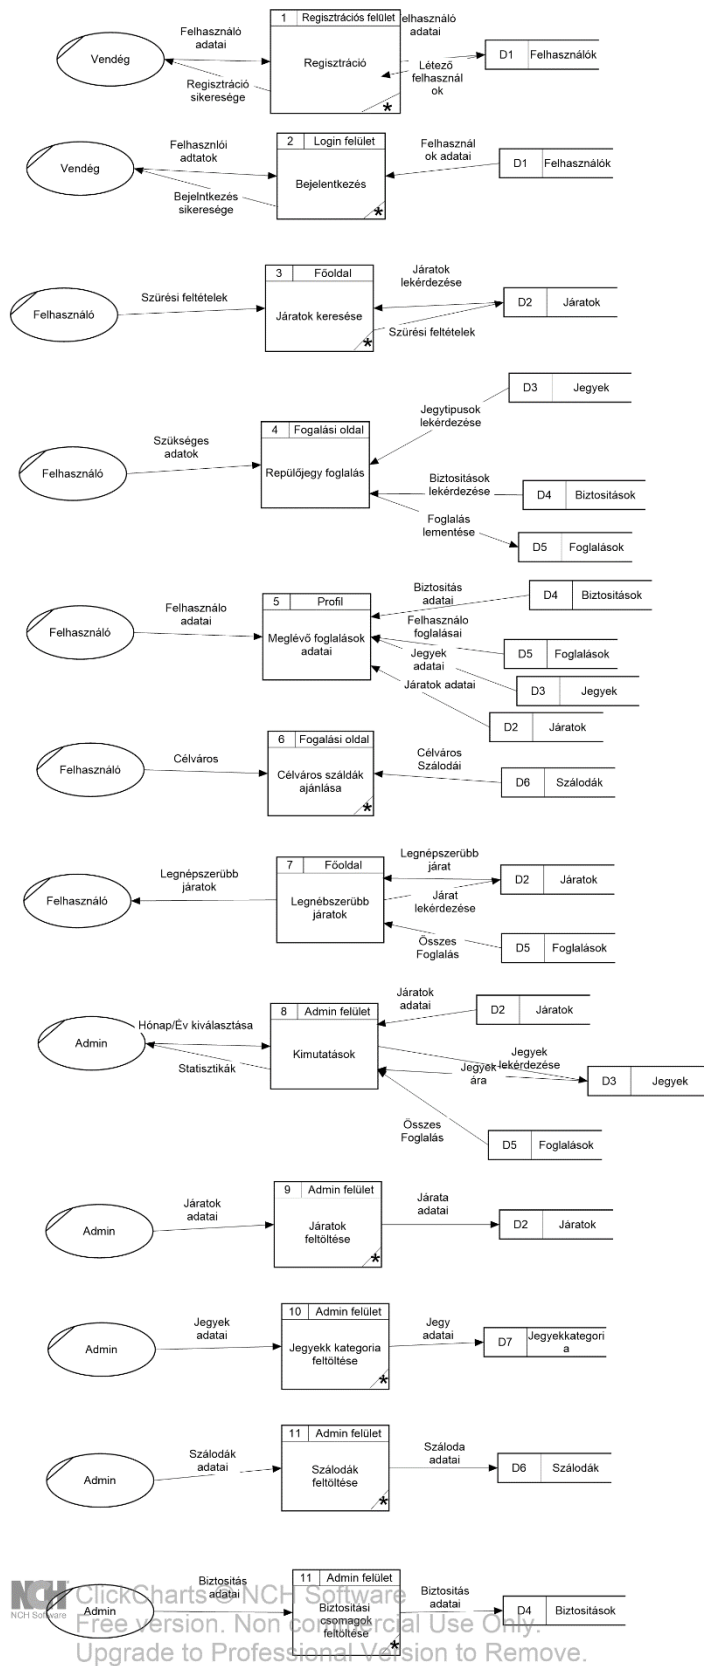 1 Regisztrációs felület
Felhasználó
adatai
elhasználó
adatai
Vendég
Regisztráció
D1 Felhasználók
Regisztráció
sikeresége
Létező
felhasznál
ok
*
2 Login felület
Felhasznlói
adtatok
Felhasznál
ok adatai
Vendég
Bejelentkezés
D1 Felhasználók
Bejelntkezés
sikeresége
*
3 Főoldal
Járatok
lekérdezése
Szürési feltételek
Felhasználó
Járatok keresése
D2 Járatok
Szürési feltételek
*
D3 Jegyek
Jegytipusok
lekérdezése
4 Fogalási oldal
Szükséges
adatok
Felhasználó
Repülőjegy foglalás
Biztositások
lekérdezése
D4 Biztositások
Foglalás
lementése
D5 Foglalások
Biztositás
adatai
D4 Biztositások
5 Profil
Felhasználo
adatai
Felhasználo
foglalásai
Felhasználó
Meglévő foglalások
adatai
D5 Foglalások
Jegyek
adatai
Járatok adatai
D3 Jegyek
D2 Járatok
6 Fogalási oldal
Célváros
Célváros
Szálodái
Felhasználó
Célváros száldák
ajánlása
D6 Szálodák
*
7 Főoldal
Legnépszerübb
járat
Legnépszerübb
járatok
D2 Járatok
Felhasználó
Legnébszerübb
járatok
Járat
lekérdezése
Összes
Foglalás
D5 Foglalások
8 Admin felület
Járatok
adatai
D2 Járatok
Hónap/Év kiválasztása
Admin
Kimutatások
Statisztikák
Jegyek
lekérdezése
Jegyek
ára
D3 Jegyek
Összes
Foglalás
D5 Foglalások
9 Admin felület
Járatok
adatai
Járata
adatai
Admin
Járatok
feltöltése
D2 Járatok
*
10 Admin felület
Jegyek
adatai
Jegy
adatai
Admin
Jegyekk kategoria
feltöltése
D7 Jegyekkategori
a
*
11 Admin felület
Szálodák
adatai
Száloda
adatai
Admin
Szálodák
feltöltése
D6 Szálodák
*
11 Admin felület
Biztositás
adatai
Biztositás
adatai
Admin
Biztositási
csomagok
feltöltése
D4 Biztositások
*
NCH
NCH Software
ClickCharts © NCH Software
Free version. Non commercial Use Only.
Upgrade to Professional Version to Remove.